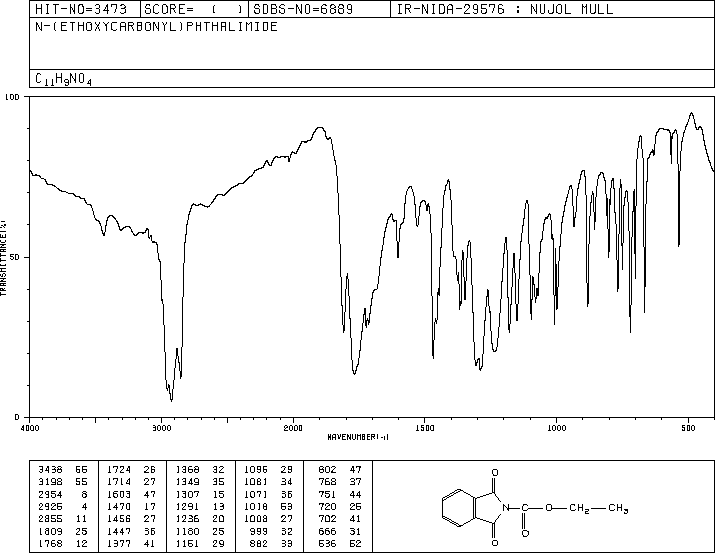 HIT-NO=3473 SCORE= ( ) SDBS-NO=6889 IR-NIDA-29576 : NUJOL MULL
N-(ETHOXYCARBONYL)PHTHALIMIDE
C11H9NO4
100
50
0
TRANSMITTANCE(%)
4000 3000 2000 1500 1000 500
WAVENUMBER(-1)
3438 66 1724 26 1368 32 1096 29 802 47
3198 55 1714 27 1349 35 1081 34 768 37
2954 8 1603 47 1307 15 1071 36 751 44
2925 4 1470 17 1291 13 1018 53 720 25
2855 11 1456 27 1236 20 1008 27 702 41
1809 25 1447 36 1180 25 999 32 666 31
1768 12 1377 41 1151 29 882 33 536 52
O
N-C-O-CH2-CH3
O
O